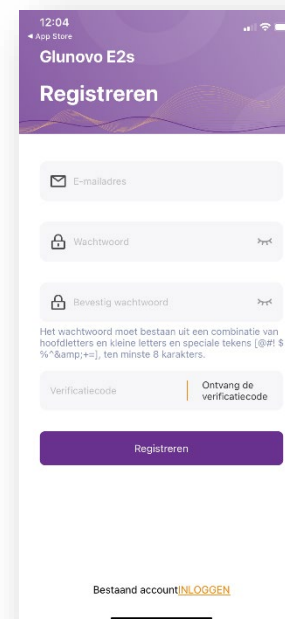 12:04
◂ App Store
Glunovo E2s
Registreren
E-mailadres
Wachtwoord
Bevestig wachtwoord
Het wachtwoord moet bestaan uit een combinatie van
hoofdletters en kleine letters en speciale tekens [@#! $
%^&amp;+=], ten minste 8 karakters.
Verificatiecode
Ontvang de
verificatiecode
Registreren
Bestaand accountINLOGGEN